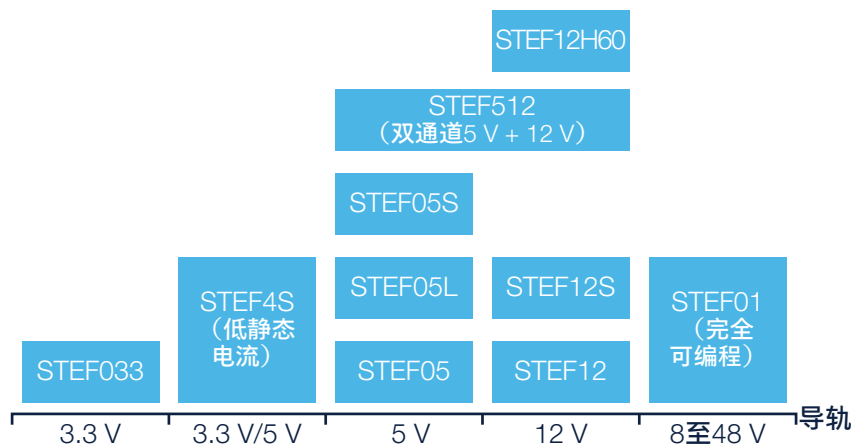 STEF12H60
STEF512
（双通道5 V + 12 V）
STEF05S
STEF4S
（低静态
电流）
STEF05L
STEF12S
STEF01
（完全
可编程）
STEF033
STEF05
STEF12
导轨
3.3 V
3.3 V/5 V
5 V
12 V
8至48 V